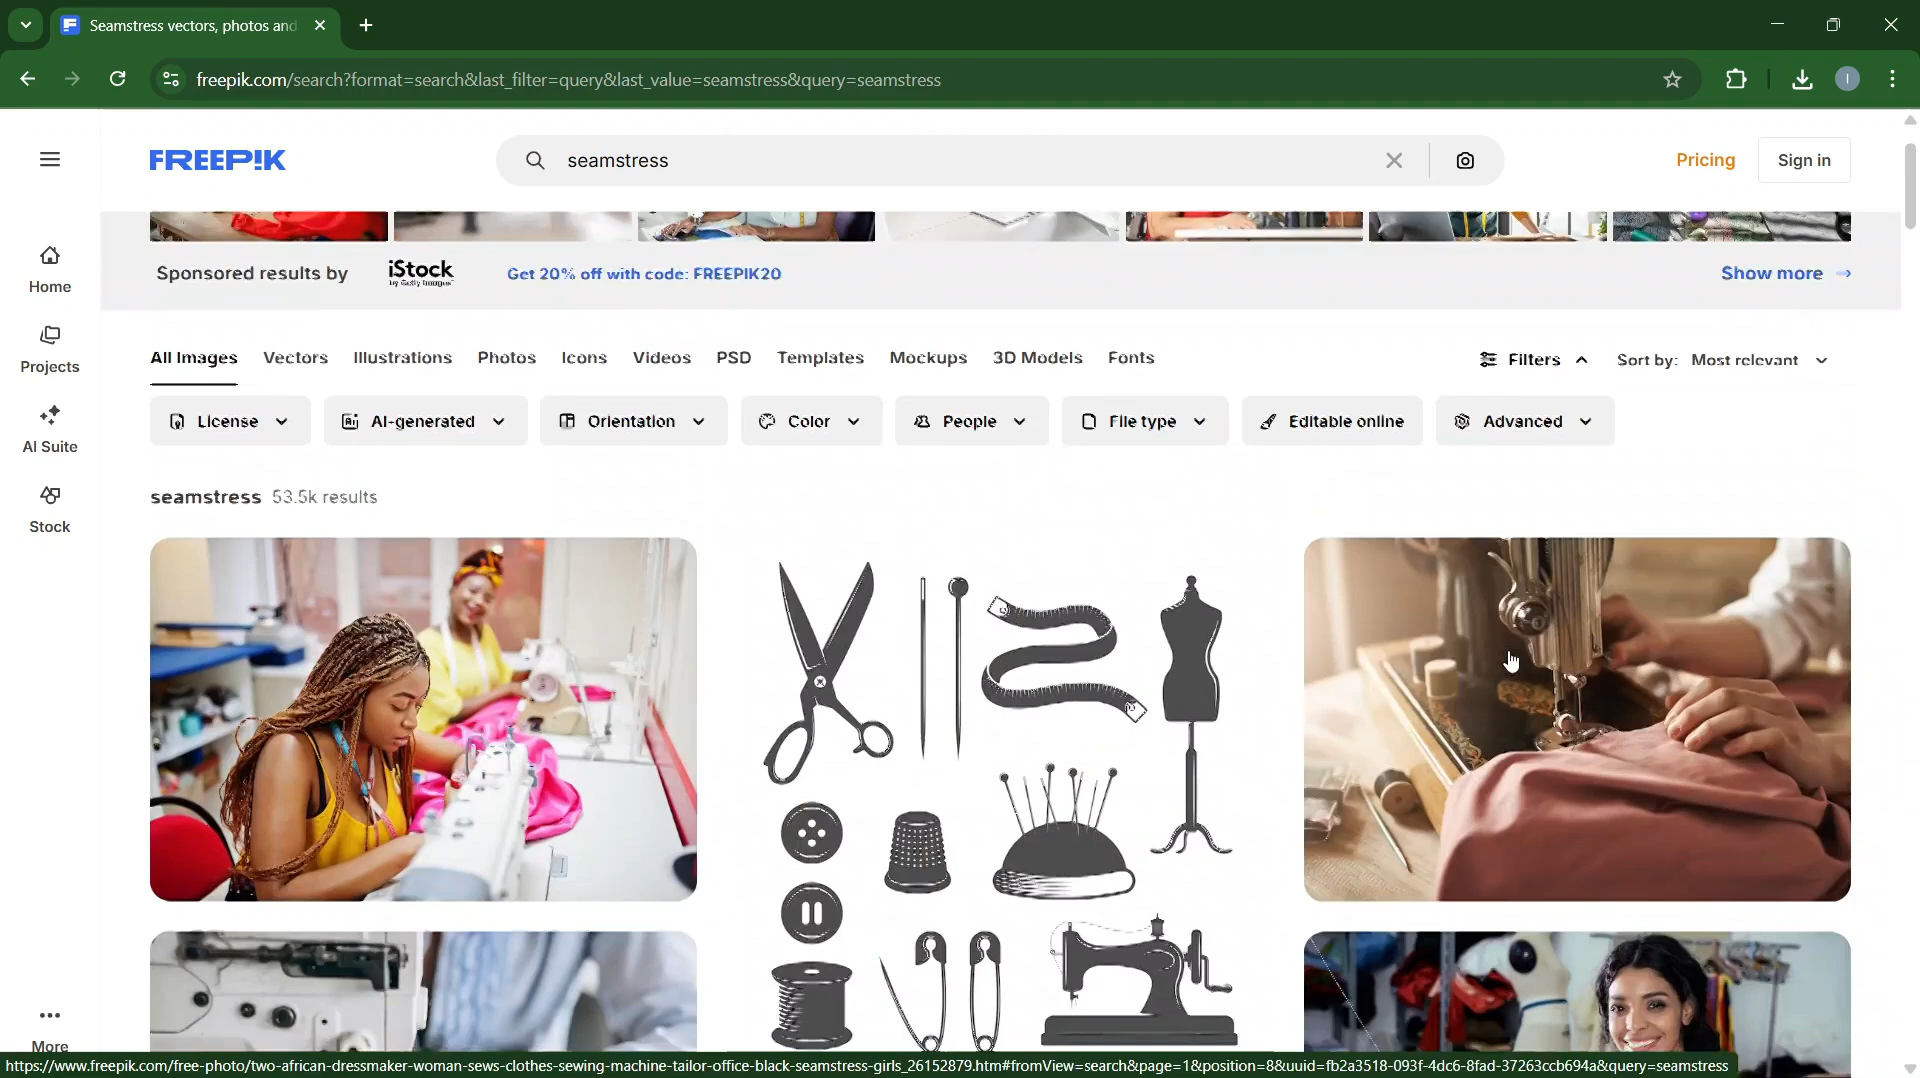 Seamstress vectors, photos and
freepik.com/search?format=search&last_filter=query&last_value=seamstress&query=seamstress
I
FREEP!K
seamstress
Pricing
Sign in
Home
Projects
AI Suite
Stock
More
Sponsored results by
iStock
by Getty Images
Get 20% off with code: FREEPIK20
Show more
All Images Vectors Illustrations Photos Icons Videos PSD Templates Mockups 3D Models Fonts
Filters
Sort by: Most relevant
License
AI-generated
Orientation
Color
People
File type
Editable online
Advanced
seamstress 53.5k results
https://www.freepik.com/free-photo/two-african-dressmaker-woman-sews-clothes-sewing-machine-tailor-office-black-seamstress-girls_26152879.htm#fromView=search&page=1&position=8&uuid=fb2a3518-093f-4dc6-8fad-37263ccb694a&query=seamstress